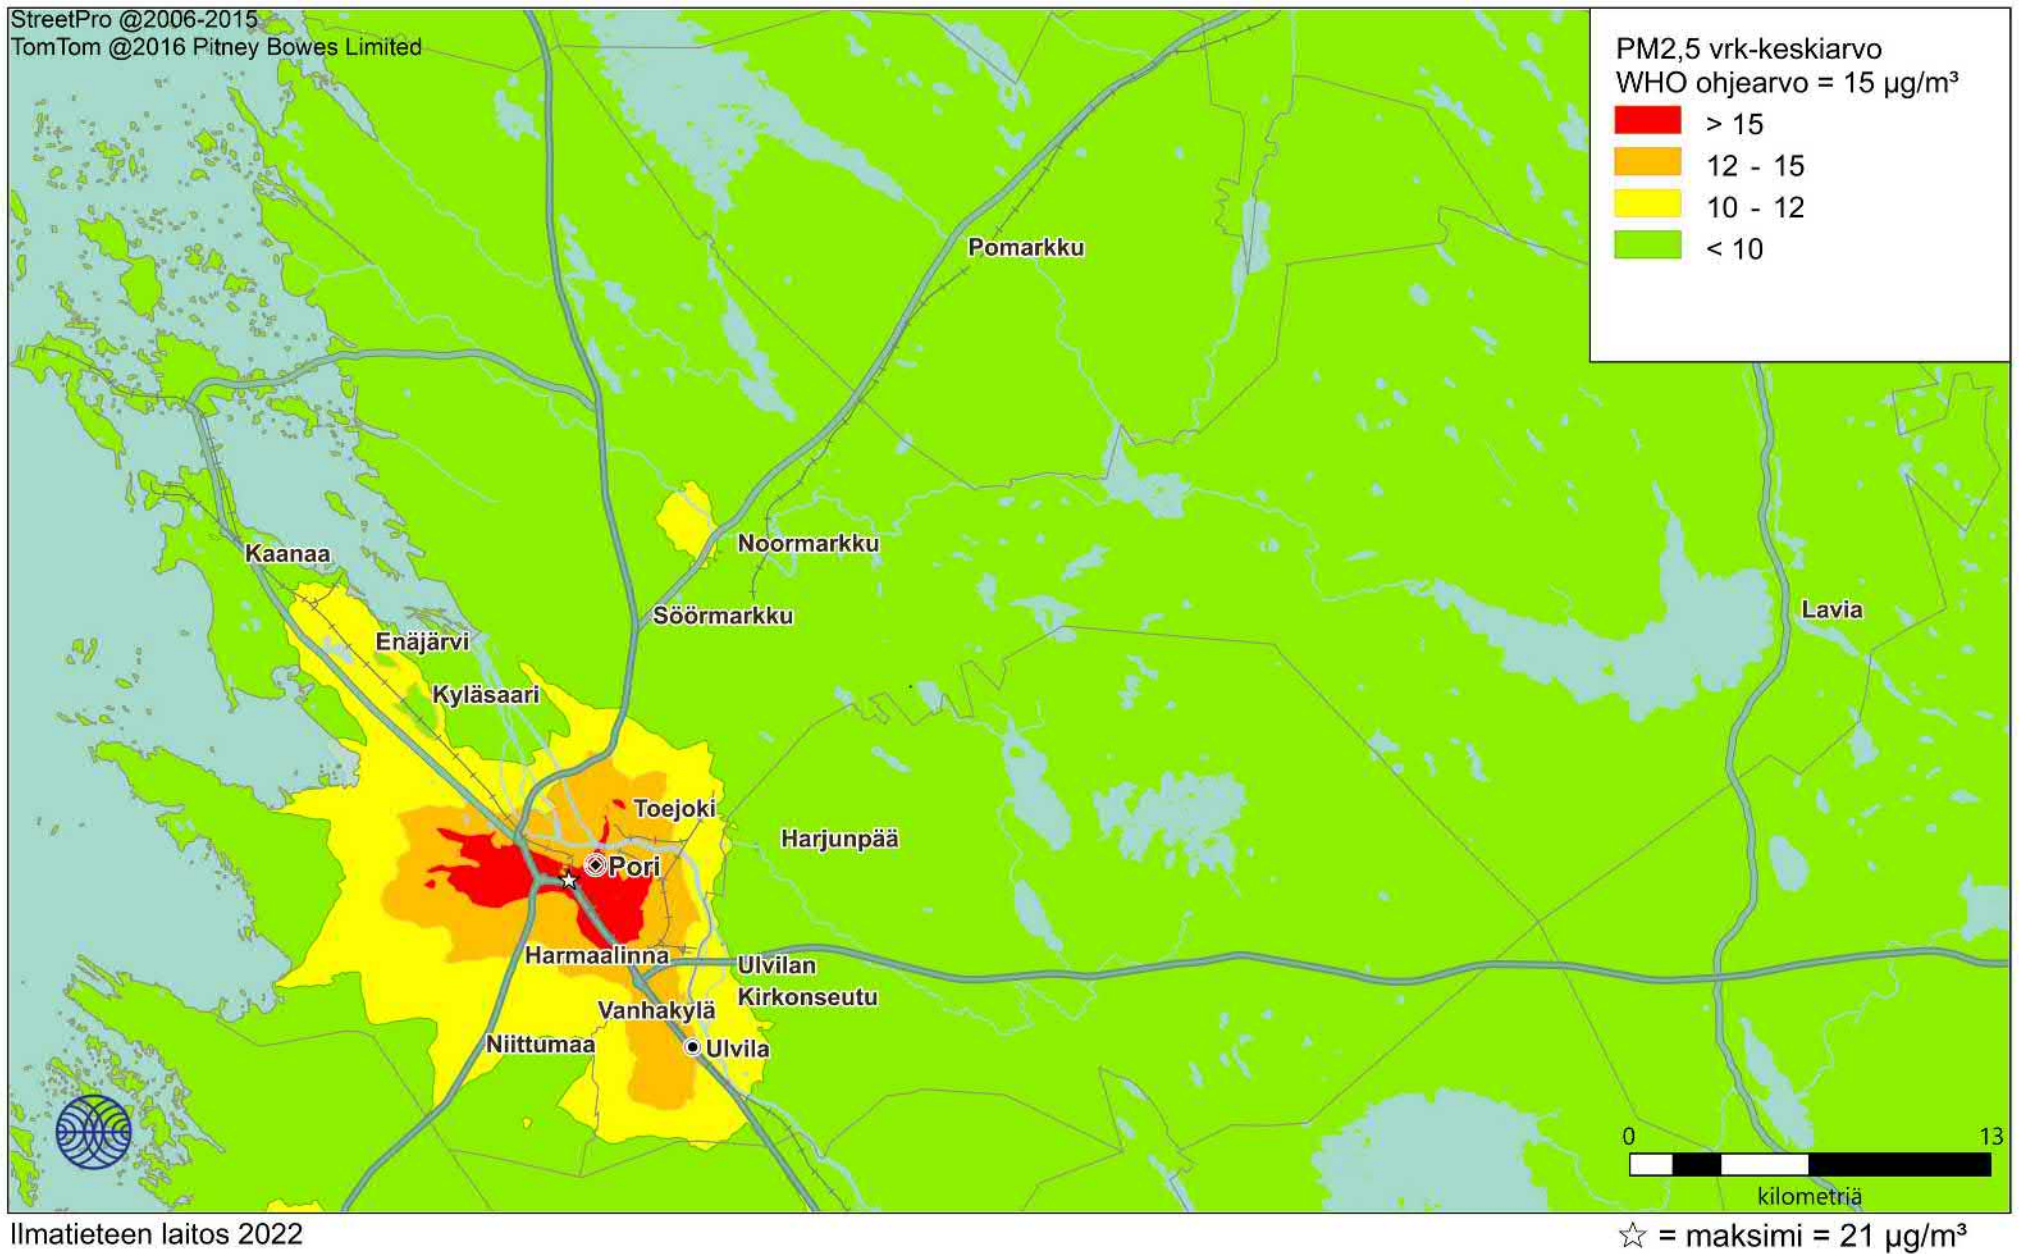 StreetPro @2006-2015
TomTom @2016 Pitney Bowes Limited
PM2,5 vrk-keskiarvo
WHO ohjearvo = 15 µg/m³
> 15
12 - 15
10 - 12
< 10
Pomarkku
Noormarkku
Kaanaa
Söörmarkku
Lavia
Enäjärvi
Kyläsaari
Toejoki
Harjunpää
Pori
Harmaalinna
Ulvilan
Kirkonseutu
Vanhakylä
Niittumaa
Ulvila
0 13
kilometriä
Ilmatieteen laitos 2022
☆ = maksimi = 21 µg/m³